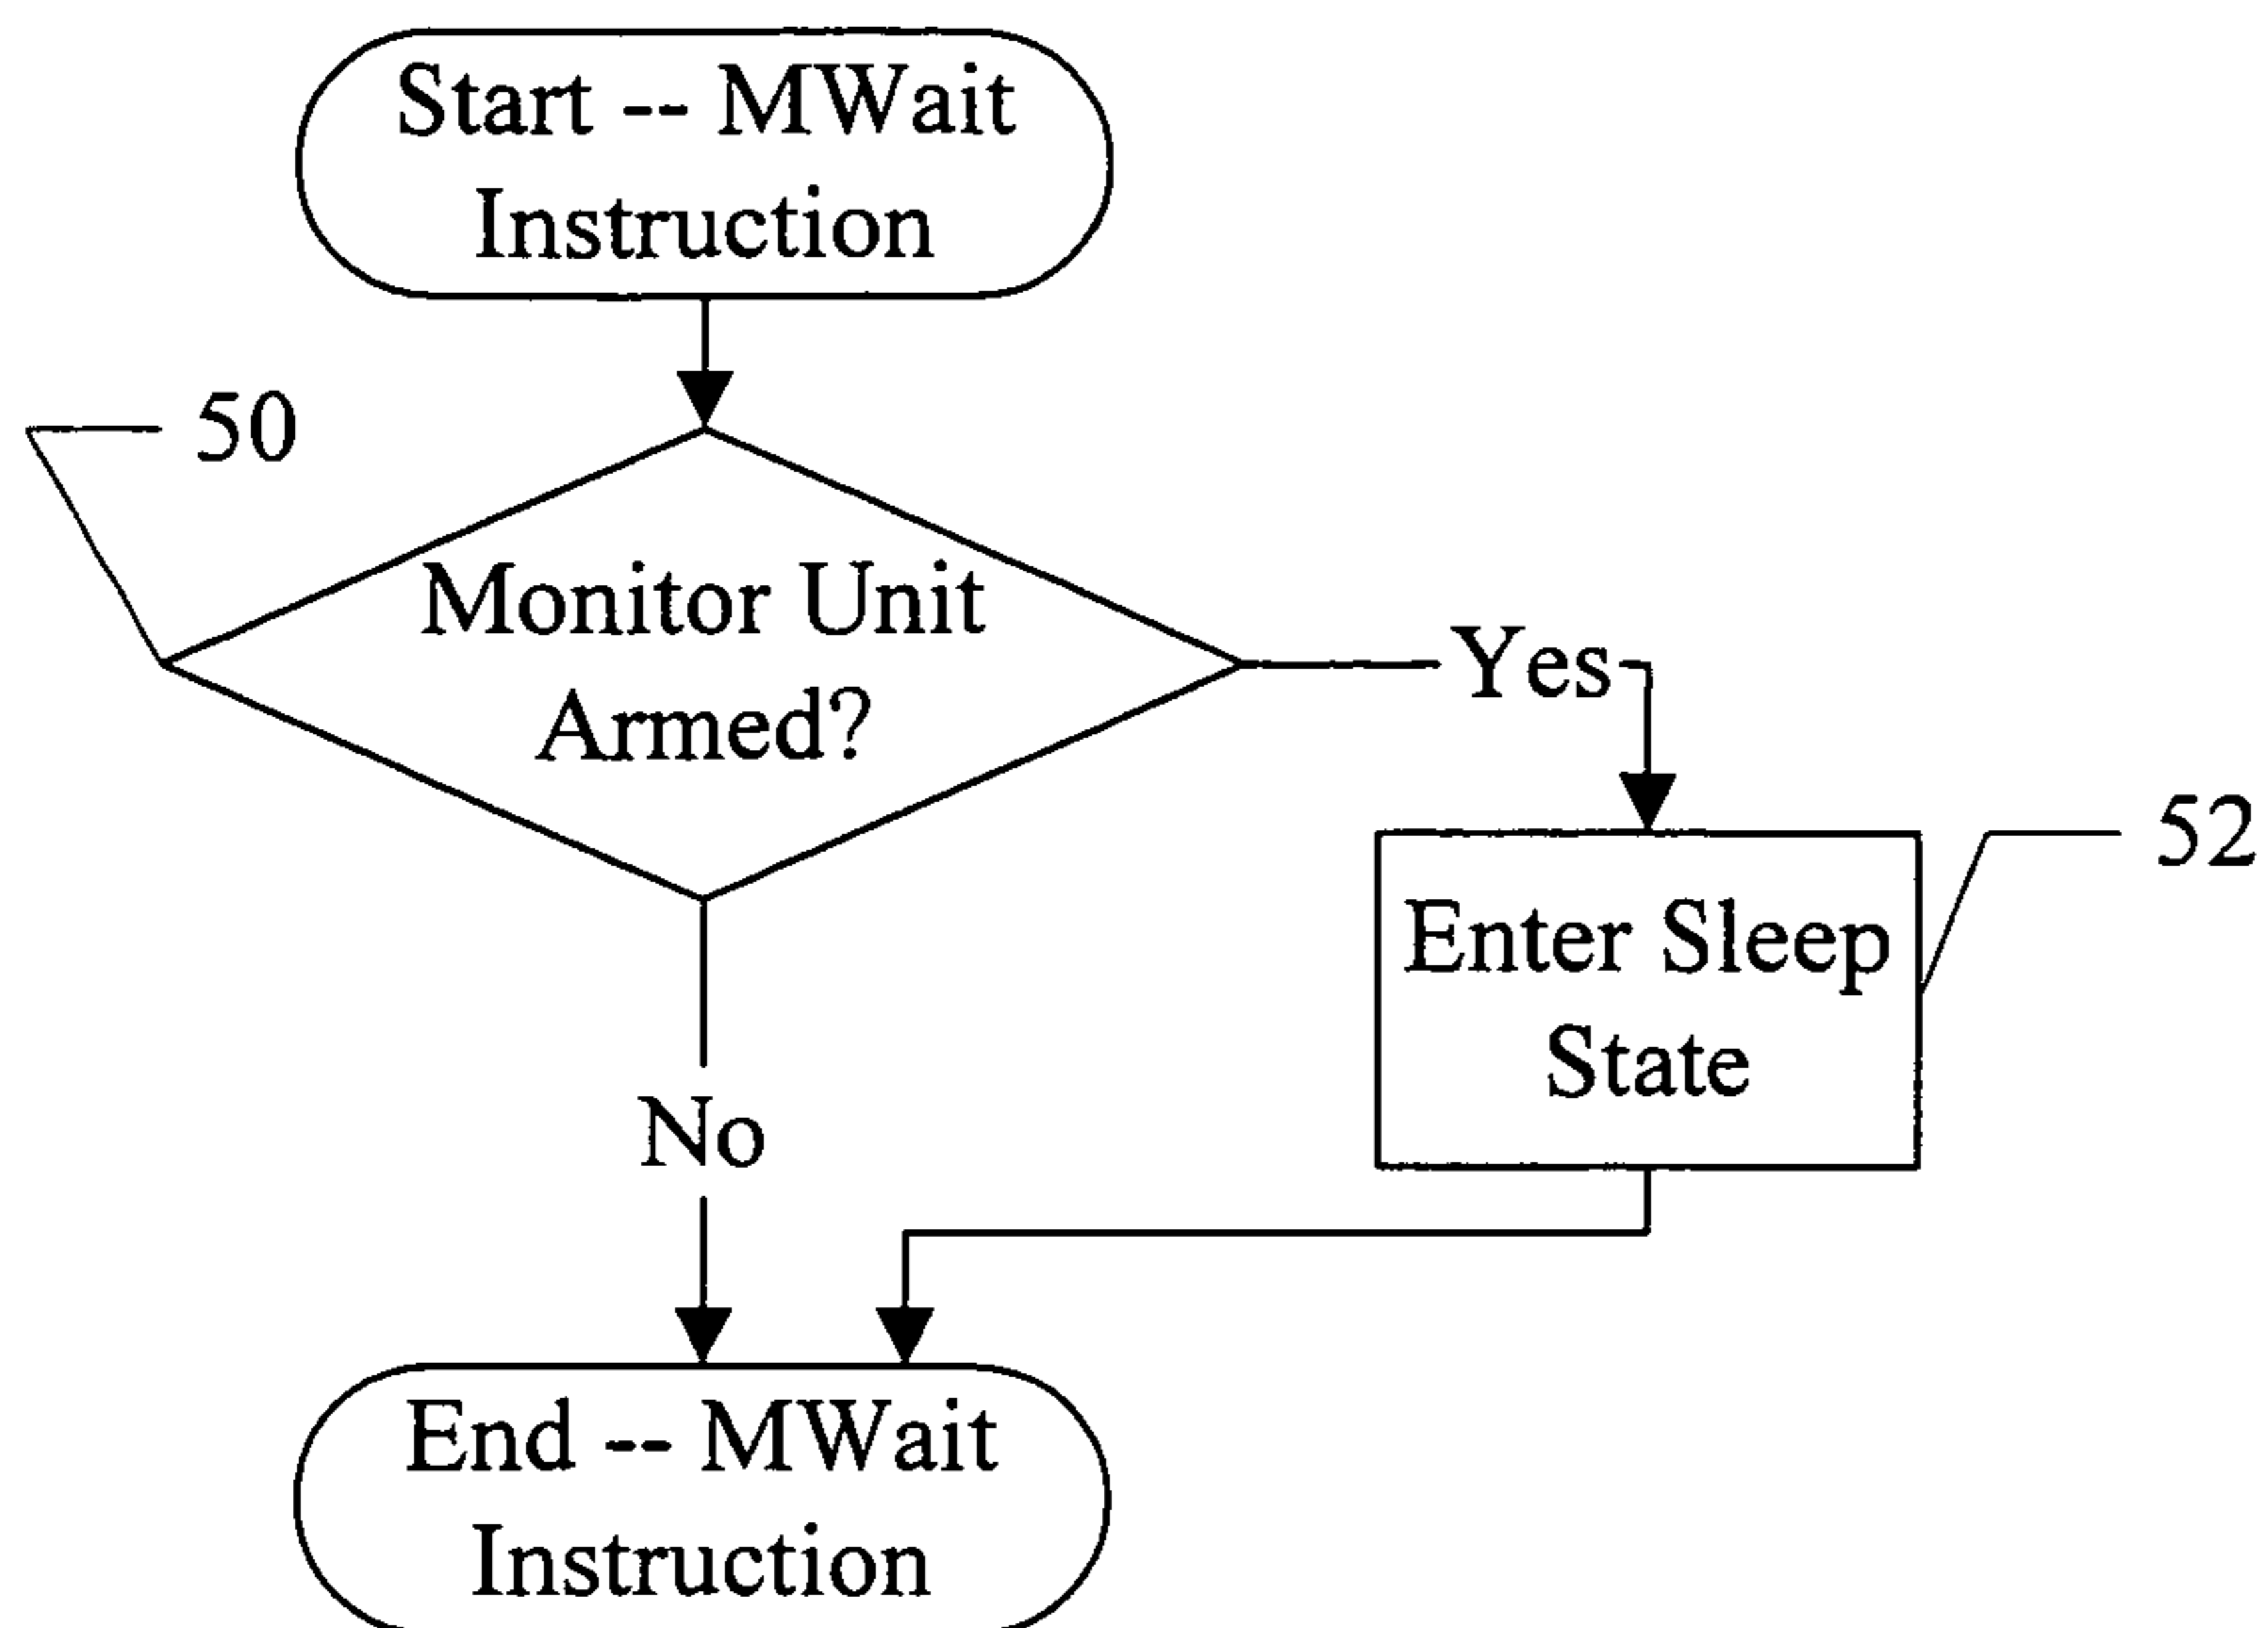 Start -- MWait
Instruction
50
Monitor Unit
Armed?
Yes
52
Enter Sleep
State
No
End -- MWait
Instruction